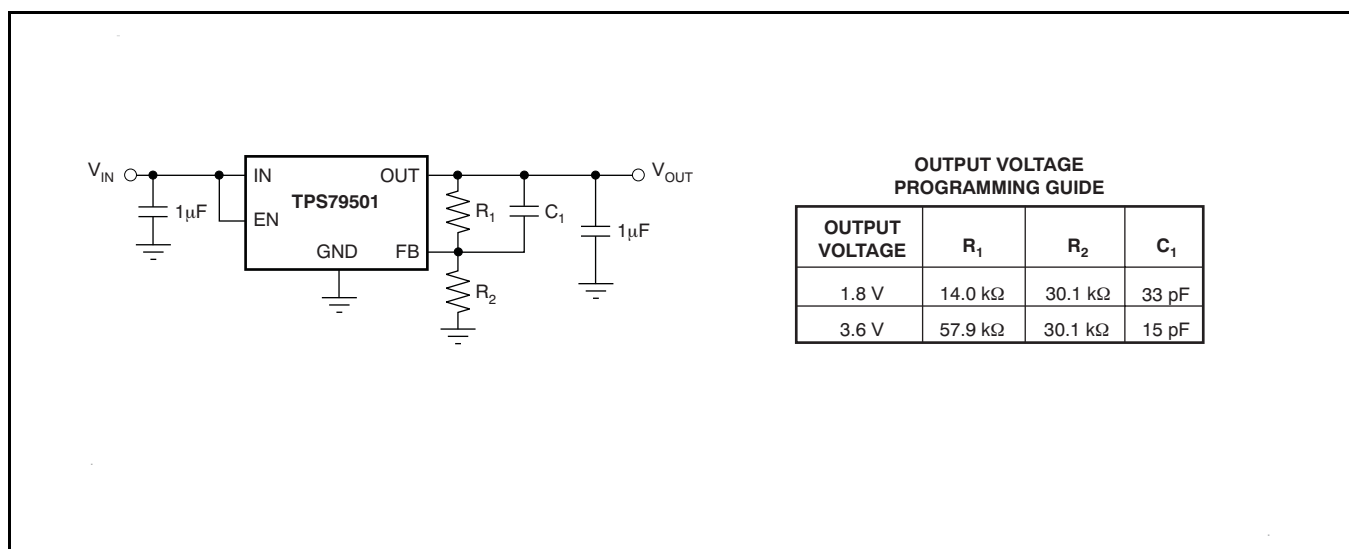 V_IN
1μF
IN
EN
TPS79501
OUT
GND
FB
R_1
C_1
R_2
1μF
V_OUT
OUTPUT VOLTAGE
PROGRAMMING GUIDE
OUTPUT
VOLTAGE R_1 R_2 C_1
1.8 V 14.0 kΩ 30.1 kΩ 33 pF
3.6 V 57.9 kΩ 30.1 kΩ 15 pF